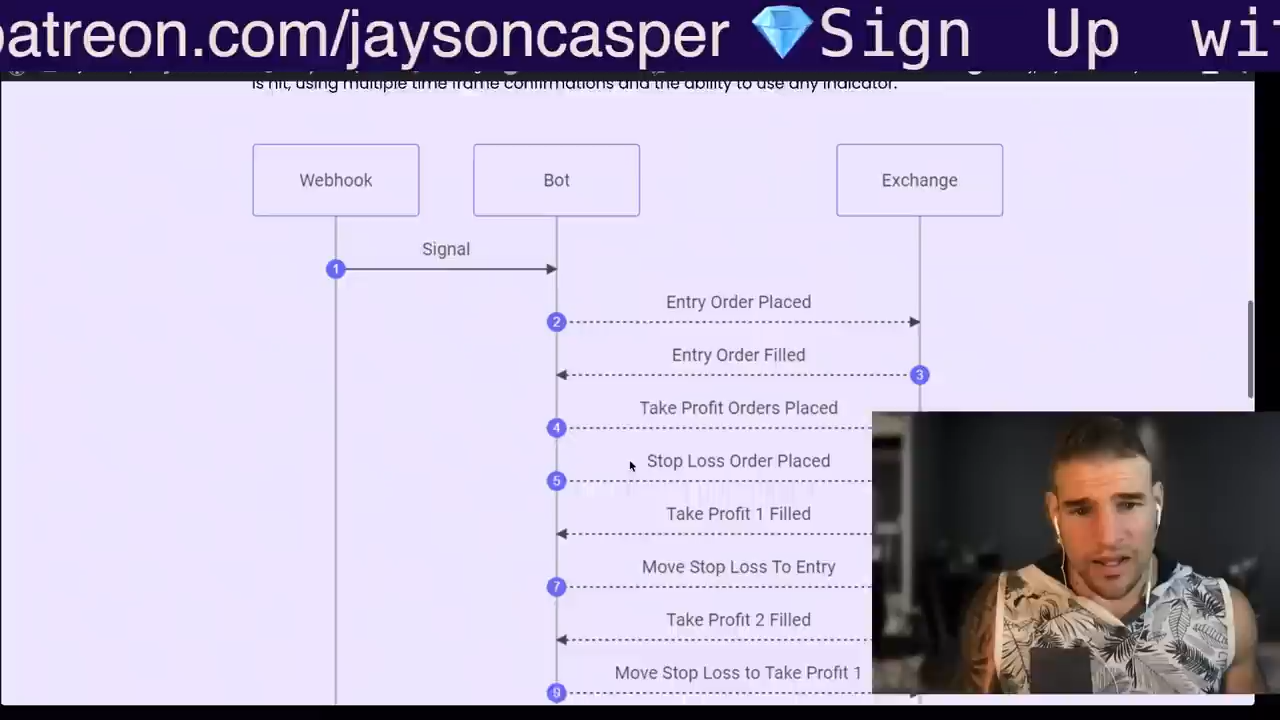 patreon.com/jaysoncasper 💎Sign Up wi
is hit, using multiple time frame confirmations and the ability to use any indicator.
Webhook
Bot
Exchange
Signal
1
Entry Order Placed
2
Entry Order Filled
3
Take Profit Orders Placed
4
Stop Loss Order Placed
5
Take Profit 1 Filled
Move Stop Loss To Entry
7
Take Profit 2 Filled
Move Stop Loss to Take Profit 1
9